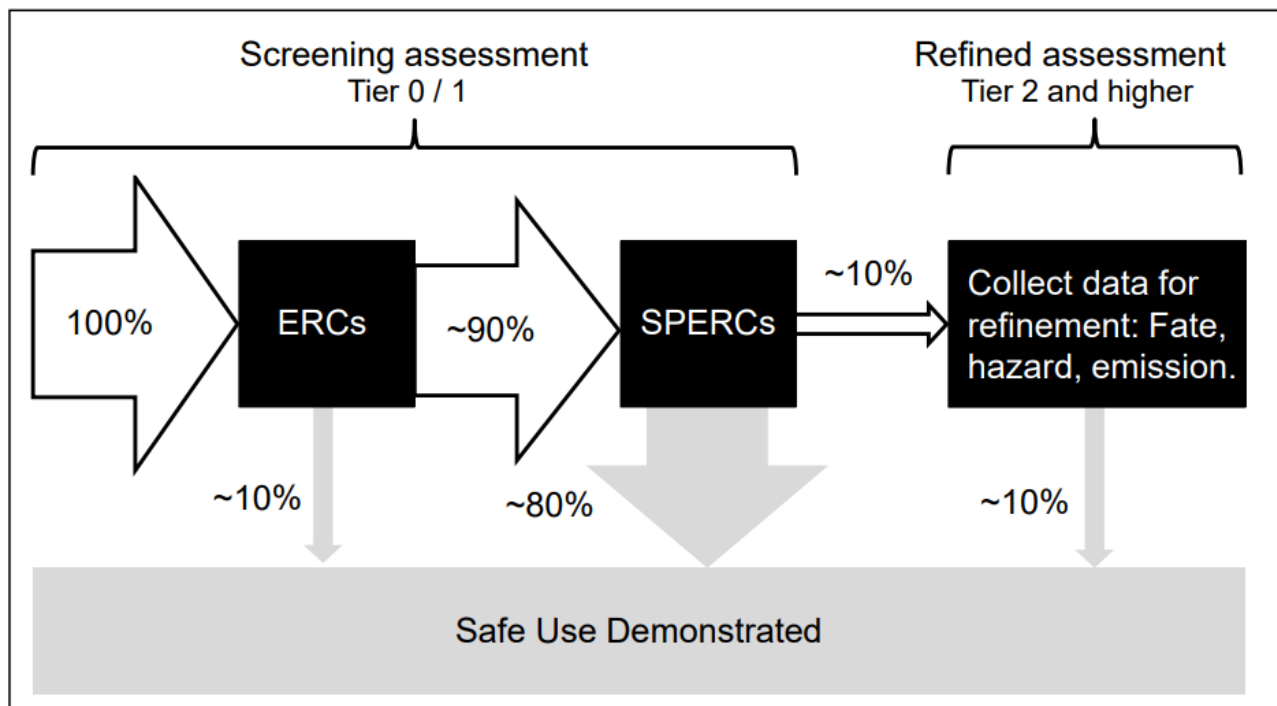 Screening assessment
Tier 0 / 1
Refined assessment
Tier 2 and higher
100%
ERCs
~90%
SPERCs
~10%
Collect data for
refinement: Fate,
hazard, emission.
~10%
~80%
~10%
Safe Use Demonstrated